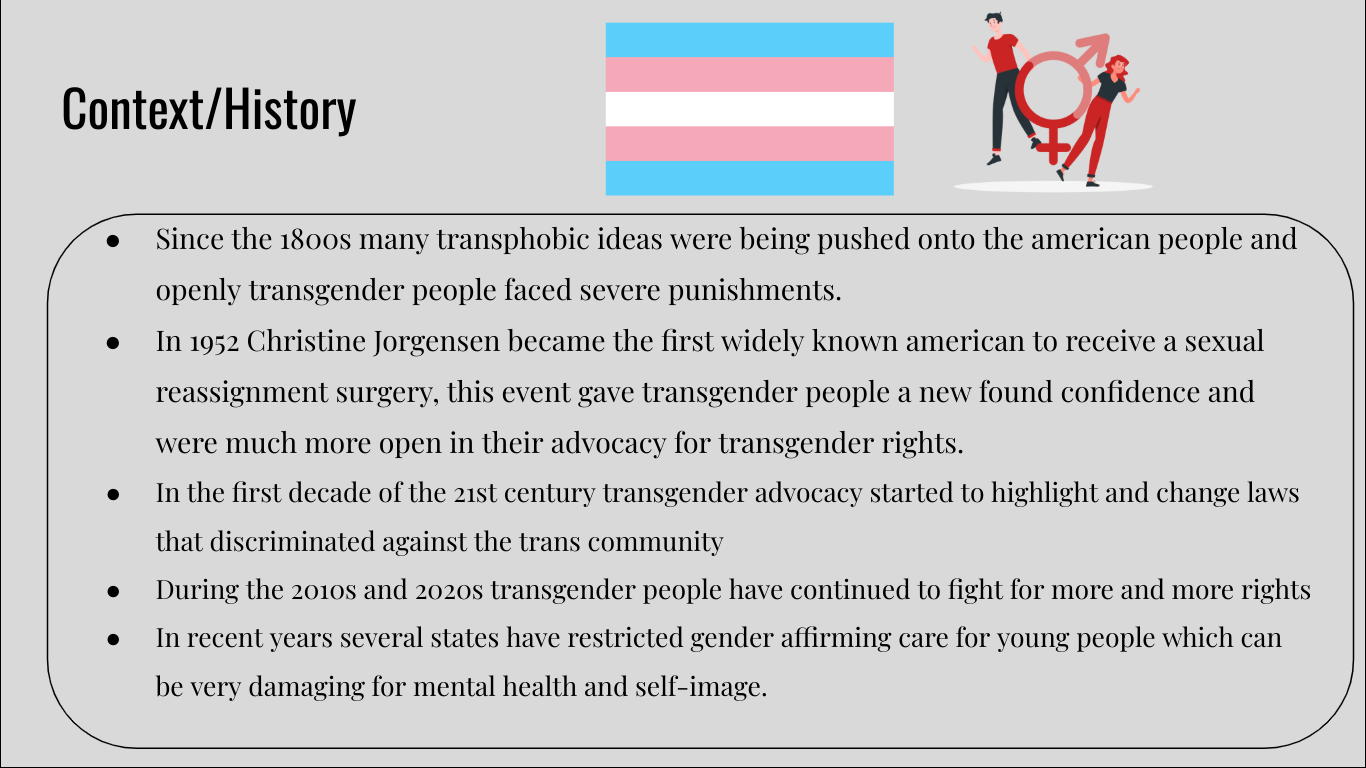 Context/History
● Since the 1800s many transphobic ideas were being pushed onto the american people and
openly transgender people faced severe punishments.
● In 1952 Christine Jorgensen became the first widely known american to receive a sexual
reassignment surgery, this event gave transgender people a new found confidence and
were much more open in their advocacy for transgender rights.
● In the first decade of the 21st century transgender advocacy started to highlight and change laws
that discriminated against the trans community
● During the 2010s and 2020s transgender people have continued to fight for more and more rights
● In recent years several states have restricted gender affirming care for young people which can
be very damaging for mental health and self-image.